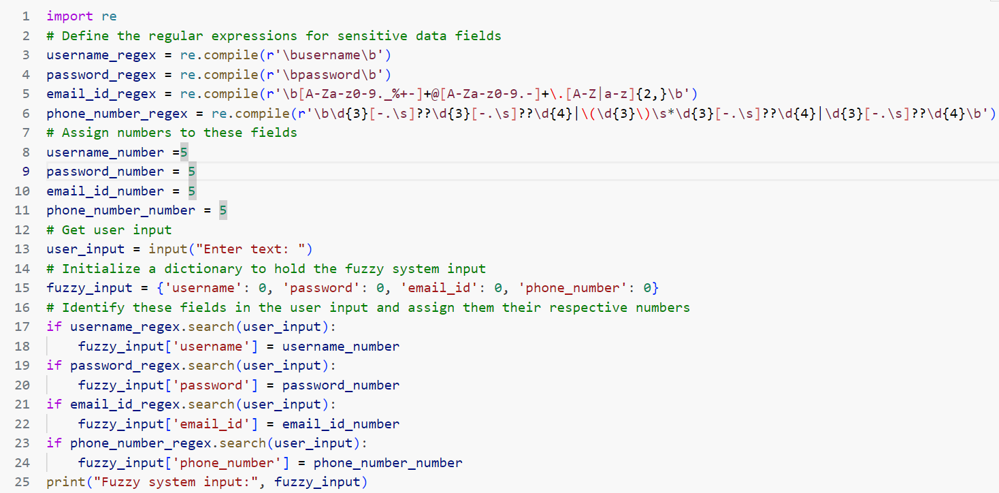 1 import re
2 # Define the regular expressions for sensitive data fields
3 username_regex = re.compile(r'\busername\b')
4 password_regex = re.compile(r'\bpassword\b')
5 email_id_regex = re.compile(r'\b[A-Za-z0-9._%+-]+@[A-Za-z0-9.-]+\.[A-Z|a-z]{2,}\b')
6 phone_number_regex = re.compile(r'\b\d{3}[-.\s]??\d{3}[-.\s]??\d{4}|\(\d{3}\)\s*\d{3}[-.\s]??\d{4}|\d{3}[-.\s]??\d{4}\b')
7 # Assign numbers to these fields
8 username_number =5
9 password_number = 5
10 email_id_number = 5
11 phone_number_number = 5
12 # Get user input
13 user_input = input("Enter text: ")
14 # Initialize a dictionary to hold the fuzzy system input
15 fuzzy_input = {'username': 0, 'password': 0, 'email_id': 0, 'phone_number': 0}
16 # Identify these fields in the user input and assign them their respective numbers
17 if username_regex.search(user_input):
18     fuzzy_input['username'] = username_number
19 if password_regex.search(user_input):
20     fuzzy_input['password'] = password_number
21 if email_id_regex.search(user_input):
22     fuzzy_input['email_id'] = email_id_number
23 if phone_number_regex.search(user_input):
24     fuzzy_input['phone_number'] = phone_number_number
25 print("Fuzzy system input:", fuzzy_input)